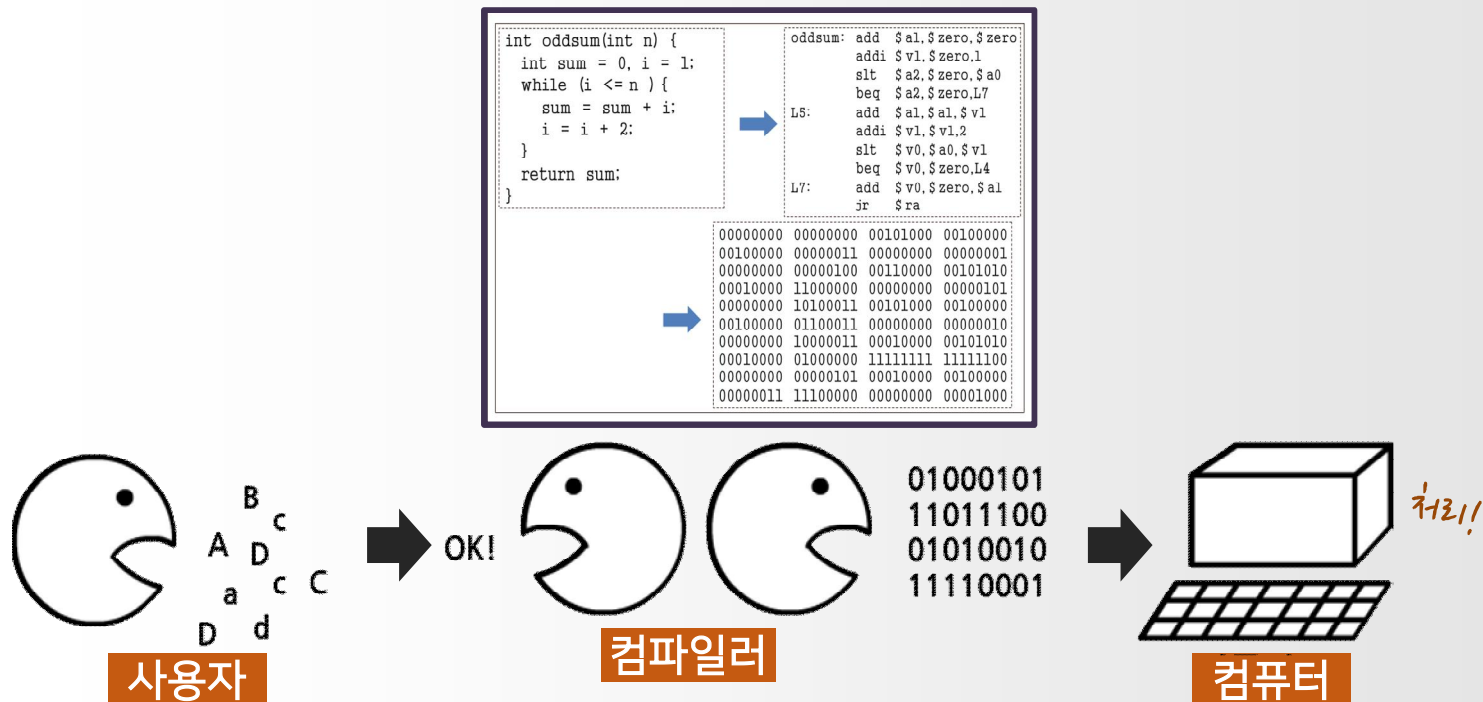 int oddsum(int n) {
int sum = 0, i = 1;
while (i <= n ) {
sum = sum + i;
i = i + 2;
}
return sum;
}
oddsum: add $a1,$zero,$zero
addi $v1,$zero,1
slt $a2,$zero,$a0
beq $a2,$zero,L7
L5: add $a1,$a1,$v1
addi $v1,$v1,2
slt $v0,$a0,$v1
beq $v0,$zero,L4
L7: add $v0,$zero,$a1
jr $ra
00000000 00000000 00101000 00100000
00100000 00000011 00000000 00000001
00000000 00000100 00110000 00101010
00010000 11000000 00000000 00000101
00000000 10100011 00101000 00100000
00100000 01100011 00000000 00000010
00000000 10000011 00010000 00101010
00010000 01000000 11111111 11111100
00000000 00000101 00010000 00100000
00000011 11100000 00000000 00001000
B
c
A D
a c C
D d
OK!
01000101
11011100
01010010
11110001
처리!!
사용자
컴파일러
컴퓨터